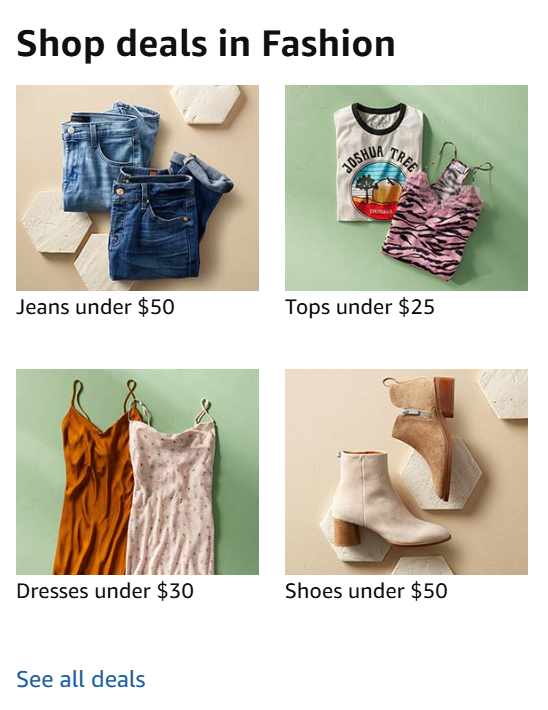 Shop deals in Fashion
JOSHUA TREE
CALIFORNIA
Jeans under $50
Tops under $25
Dresses under $30
Shoes under $50
See all deals